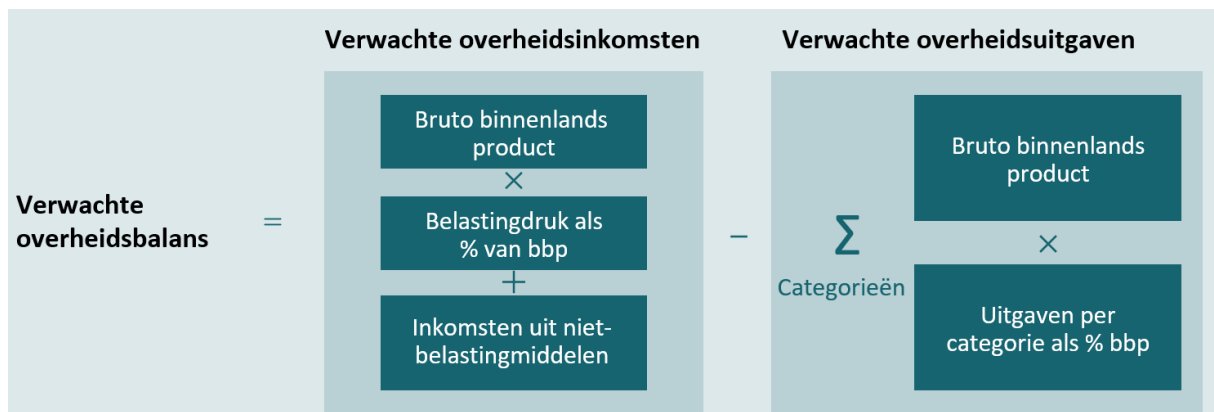 Verwachte overheidsinkomsten
Verwachte overheidsuitgaven
Verwachte
overheidsbalans
=
Bruto binnenlands
product
×
Belastingdruk als
% van bbp
+
Inkomsten uit niet-
belastingmiddelen
−
Σ
Categorieën
Bruto binnenlands
product
×
Uitgaven per
categorie als % bbp